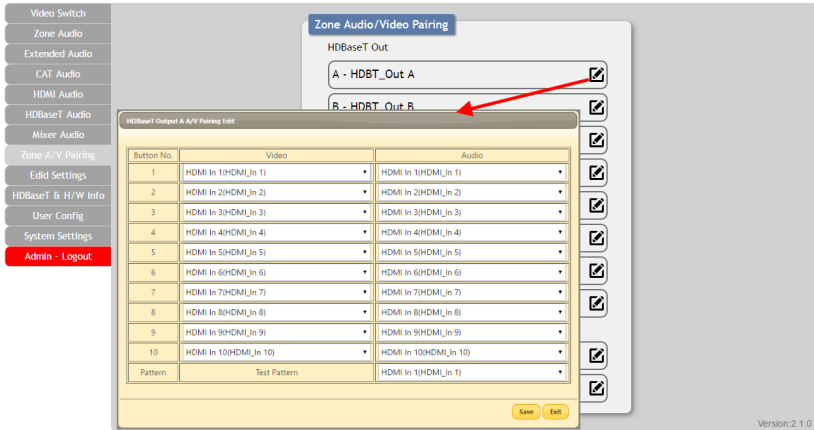 Video Switch
Zone Audio
Extended Audio
CAT Audio
HDMI Audio
HDBaseT Audio
Mixer Audio
Zone A/V Pairing
Edid Settings
HDBaseT & H/W Info
User Config
System Settings
Admin - Logout
Zone Audio/Video Pairing
HDBaseT Out
A - HDBT_Out A
B - HDBT_Out B
HDBaseT Output A A/V Pairing Edit
Button No. Video Audio
1 HDMI In 1(HDMI_In 1) HDMI In 1(HDMI_In 1)
2 HDMI In 2(HDMI_In 2) HDMI In 2(HDMI_In 2)
3 HDMI In 3(HDMI_In 3) HDMI In 3(HDMI_In 3)
4 HDMI In 4(HDMI_In 4) HDMI In 4(HDMI_In 4)
5 HDMI In 5(HDMI_In 5) HDMI In 5(HDMI_In 5)
6 HDMI In 6(HDMI_In 6) HDMI In 6(HDMI_In 6)
7 HDMI In 7(HDMI_In 7) HDMI In 7(HDMI_In 7)
8 HDMI In 8(HDMI_In 8) HDMI In 8(HDMI_In 8)
9 HDMI In 9(HDMI_In 9) HDMI In 9(HDMI_In 9)
10 HDMI In 10(HDMI_In 10) HDMI In 10(HDMI_In 10)
Pattern Test Pattern HDMI In 1(HDMI_In 1)
Save Exit
Version:2.1.0